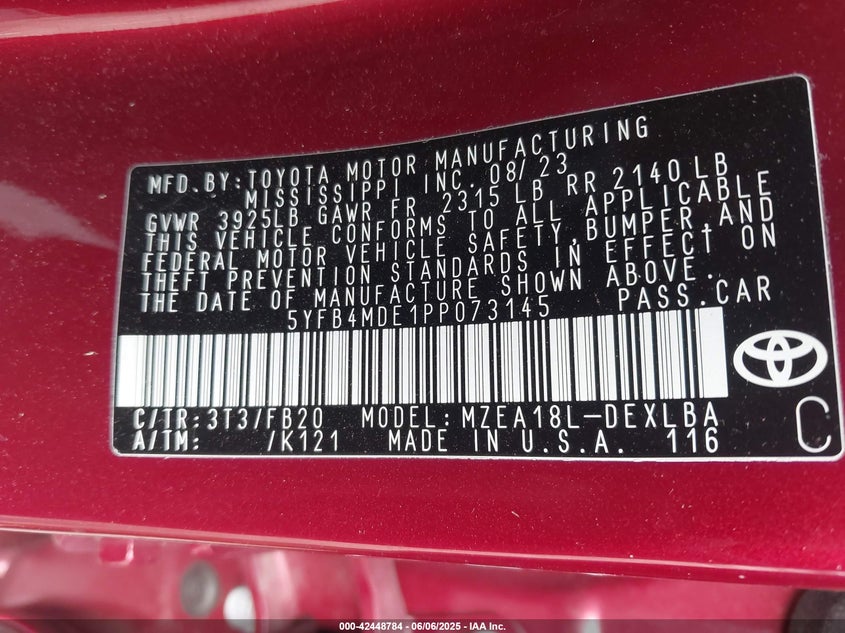 MFD.BY:TOYOTA MOTOR MANUFACTURING
MISSISSIPPI INC. 08/23
GVWR 3925LB GAWR FR 2315 LB RR 2140LB
THIS VEHICLE CONFORMS TO ALL APPLICABLE
FEDERAL MOTOR VEHICLE SAFETY,BUMPER,AND
THEFT PREVENTION STANDARDS IN EFFECT ON
THE DATE OF MANUFACTURE SHOWN ABOVE.
5YFB4MDE1PP073145 PASS.CAR
C/TR:3T3/FB20 MODEL:MZEA18L-DEXLBA
A/TM: /K121 MADE IN U.S.A. 116
C
000-42448784 - 06/06/2025 - IAA Inc.